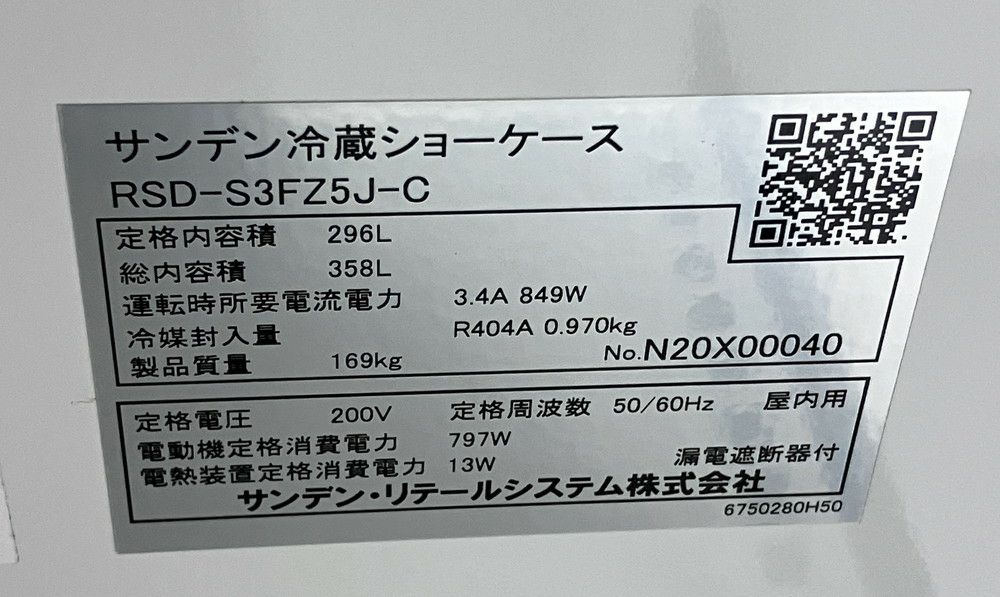 サンデン冷蔵ショーケース
RSD-S3FZ5J-C
定格内容積 296L
総内容積 358L
運転時所要電流電力 3.4A 849W
冷媒封入量 R404A 0.970kg
製品質量 169kg No.N20X00040
定格電圧 200V 定格周波数 50/60Hz 屋内用
電動機定格消費電力 797W
電熱装置定格消費電力 13W 漏電遮断器付
サンデン・リテールシステム株式会社
6750280H50